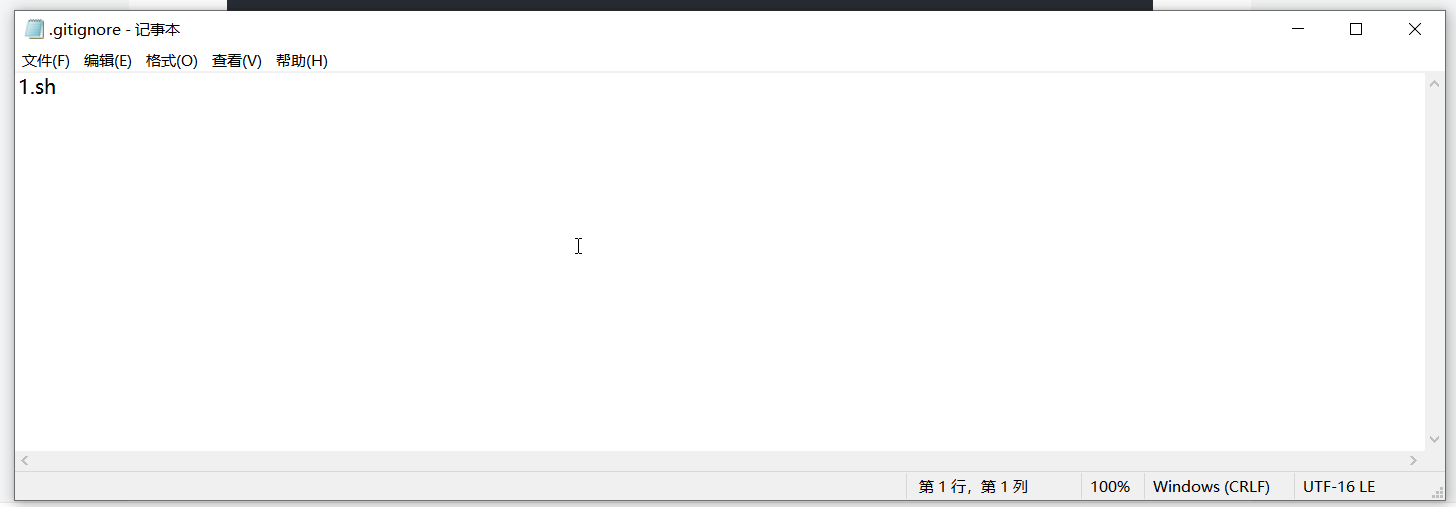 .gitignore - 记事本
文件(F) 编辑(E) 格式(O) 查看(V) 帮助(H)
1.sh
第 1 行，第 1 列 100% Windows (CRLF) UTF-16 LE